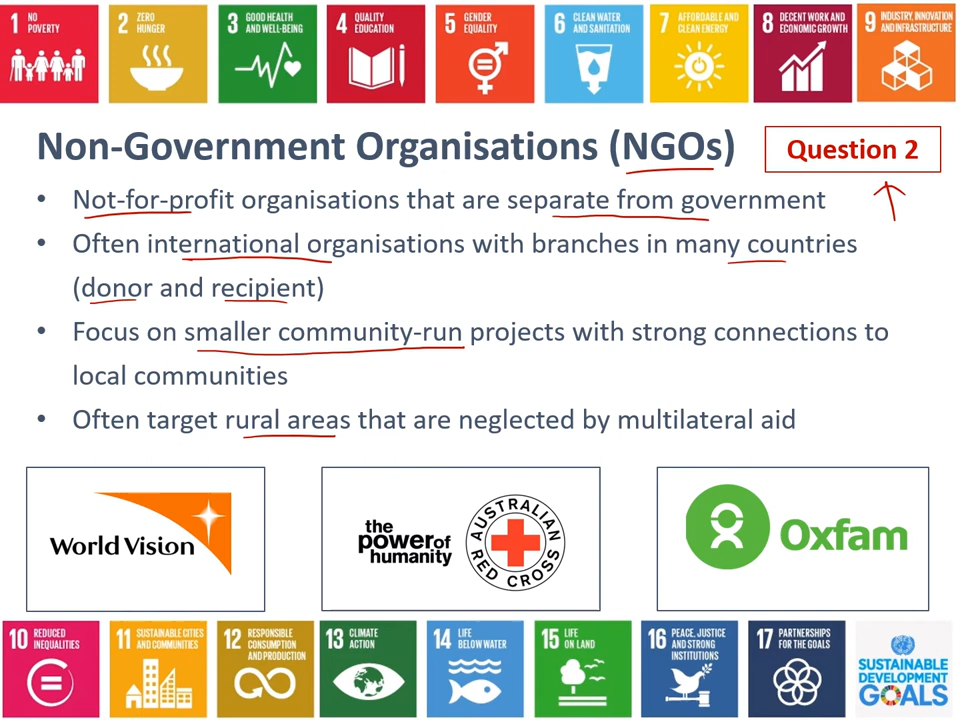 1 NO POVERTY
2 ZERO HUNGER
3 GOOD HEALTH AND WELL-BEING
4 QUALITY EDUCATION
5 GENDER EQUALITY
6 CLEAN WATER AND SANITATION
7 AFFORDABLE AND CLEAN ENERGY
8 DECENT WORK AND ECONOMIC GROWTH
9 INDUSTRY, INNOVATION AND INFRASTRUCTURE
Non-Government Organisations (NGOs)
Question 2
• Not-for-profit organisations that are separate from government
• Often international organisations with branches in many countries
(donor and recipient)
• Focus on smaller community-run projects with strong connections to
local communities
• Often target rural areas that are neglected by multilateral aid
World Vision
the
power of
humanity
AUSTRALIAN
RED CROSS
Oxfam
10 REDUCED INEQUALITIES
11 SUSTAINABLE CITIES AND COMMUNITIES
12 RESPONSIBLE CONSUMPTION AND PRODUCTION
13 CLIMATE ACTION
14 LIFE BELOW WATER
15 LIFE ON LAND
16 PEACE, JUSTICE AND STRONG INSTITUTIONS
17 PARTNERSHIPS FOR THE GOALS
SUSTAINABLE
DEVELOPMENT
GOALS